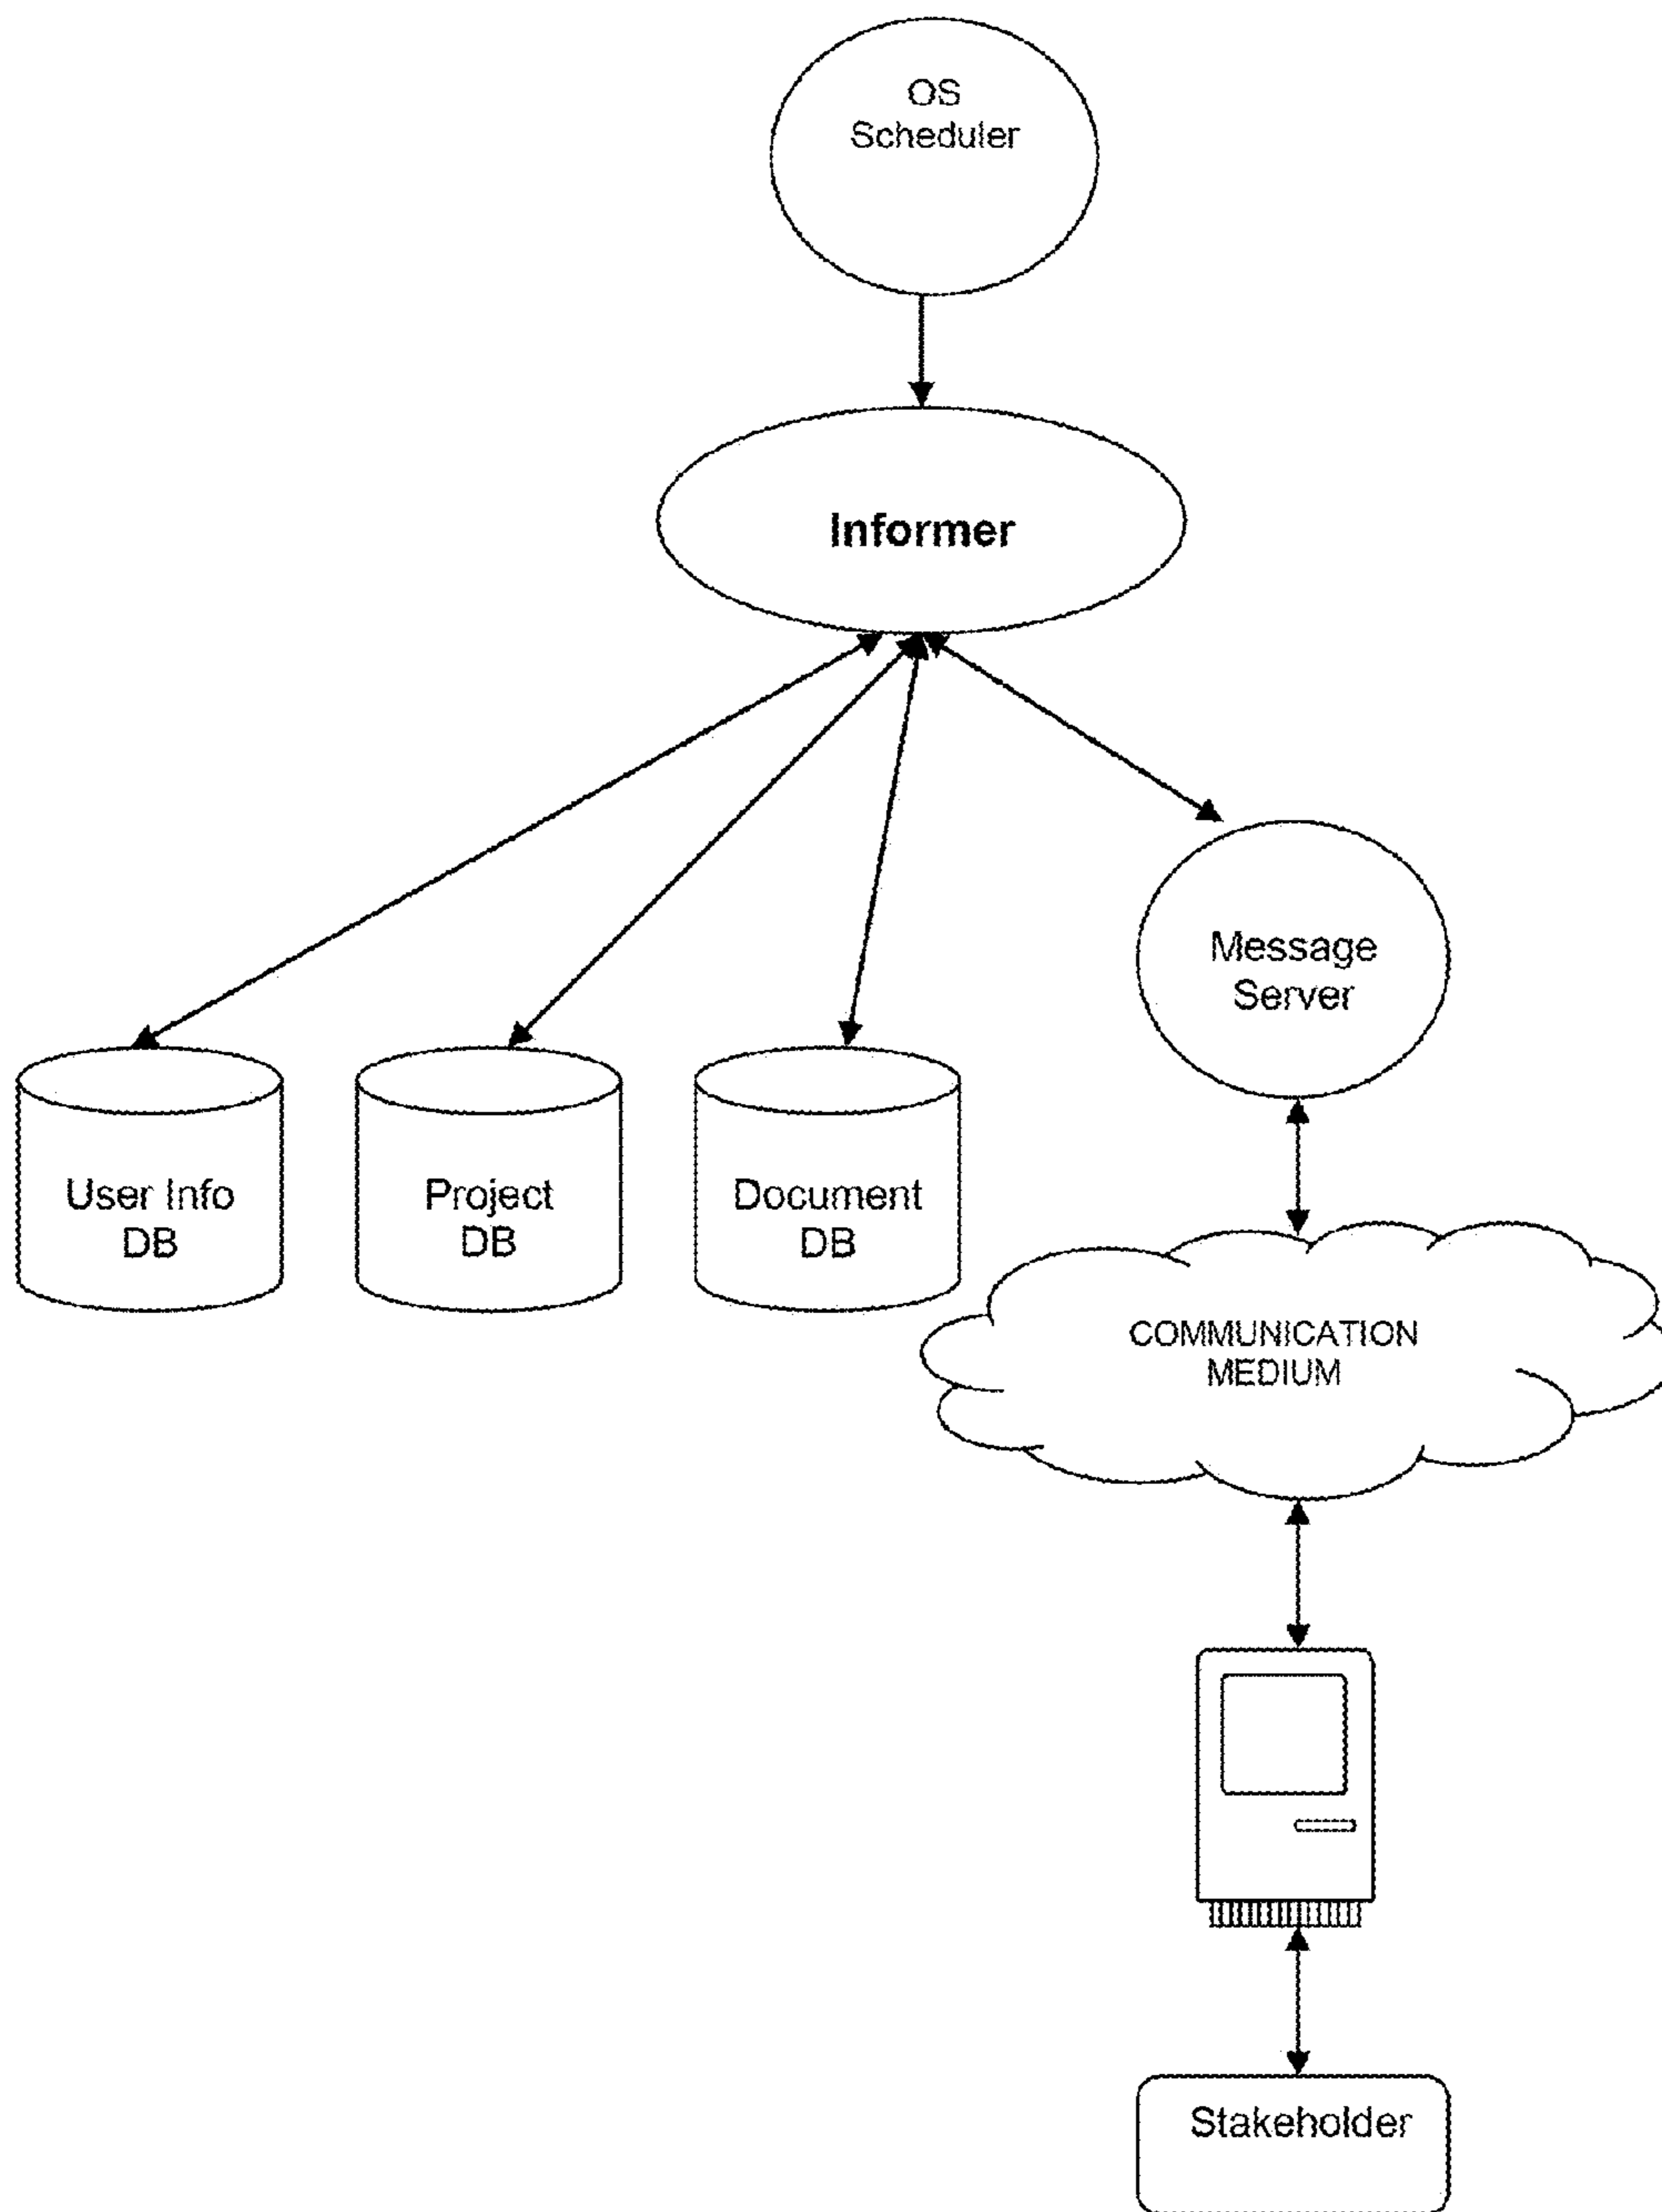 OS
Scheduler
Informer
Message
Server
User Info
DB
Project
DB
Document
DB
COMMUNICATION
MEDIUM
Stakeholder